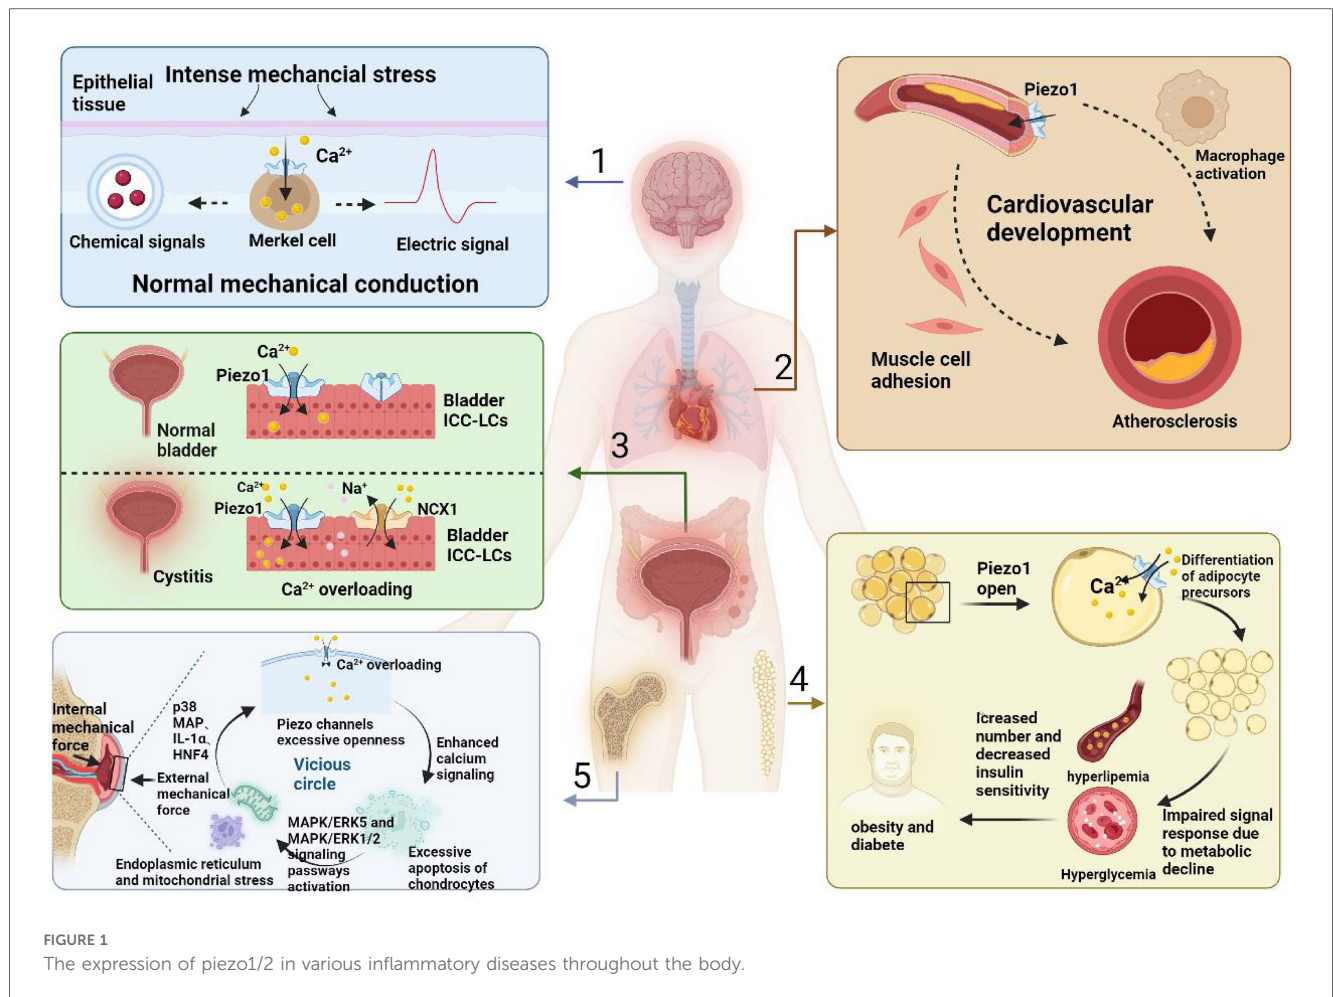 Epithelial
tissue
Intense mechancial stress
Ca²⁺
Chemical signals
Merkel cell
Electric signal
Normal mechanical conduction
1
Piezo1
Macrophage
activation
Cardiovascular
development
Muscle cell
adhesion
Atherosclerosis
2
Ca²⁺
Piezo1
Bladder
ICC-LCs
Normal
bladder
3
Ca²⁺
Na⁺
Piezo1
NCX1
Bladder
ICC-LCs
Cystitis
Ca²⁺ overloading
Piezo1
open
Ca²⁺
Differentiation
of adipocyte
precursors
4
Icreased
number and
decreased
insulin
sensitivity
hyperlipemia
Impaired signal
response due
to metabolic
decline
Hyperglycemia
obesity and
diabete
5
Internal
mechanical
force
External
mechanical
force
p38
MAP、
IL-1α
HNF4
Ca²⁺ overloading
Piezo channels
excessive openness
Vicious
circle
Enhanced
calcium
signaling
MAPK/ERK5 and
MAPK/ERK1/2
signaling
passways
activation
Excessive
apoptosis of
chondrocytes
Endoplasmic reticulum
and mitochondrial stress
FIGURE 1
The expression of piezo1/2 in various inflammatory diseases throughout the body.